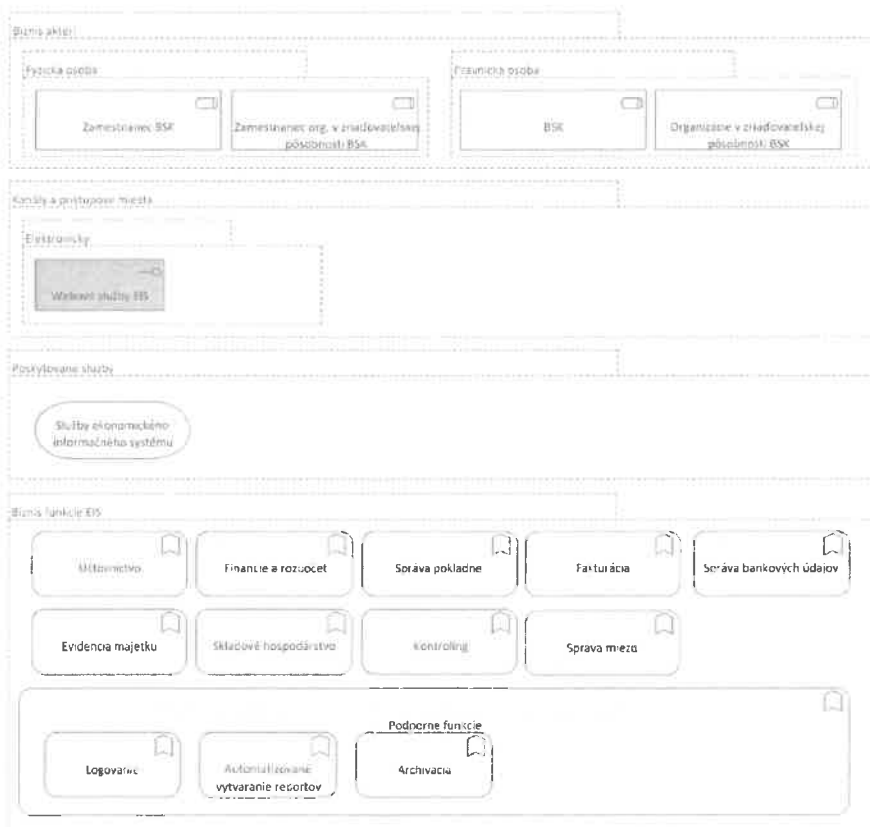 Biznis aktéri
Fyzická osoba
Právnická osoba
Zamestnanec BSK
Zamestnanec org. v zriaďovateľskej
pôsobnosti BSK
BSK
Organizácie v zriaďovateľskej
pôsobnosti BSK
Kanály a prístupové miesta
Elektronicky
Webové služby EIS
Poskytované služby
Služby ekonomického
informačného systému
Biznis funkcie EIS
Účtovníctvo
Financie a rozpočet
Správa pokladne
Fakturácia
Správa bankových údajov
Evidencia majetku
Skladové hospodárstvo
Kontroling
Správa miezd
Podporné funkcie
Logovanie
Automatizované
vytváranie reportov
Archivácia